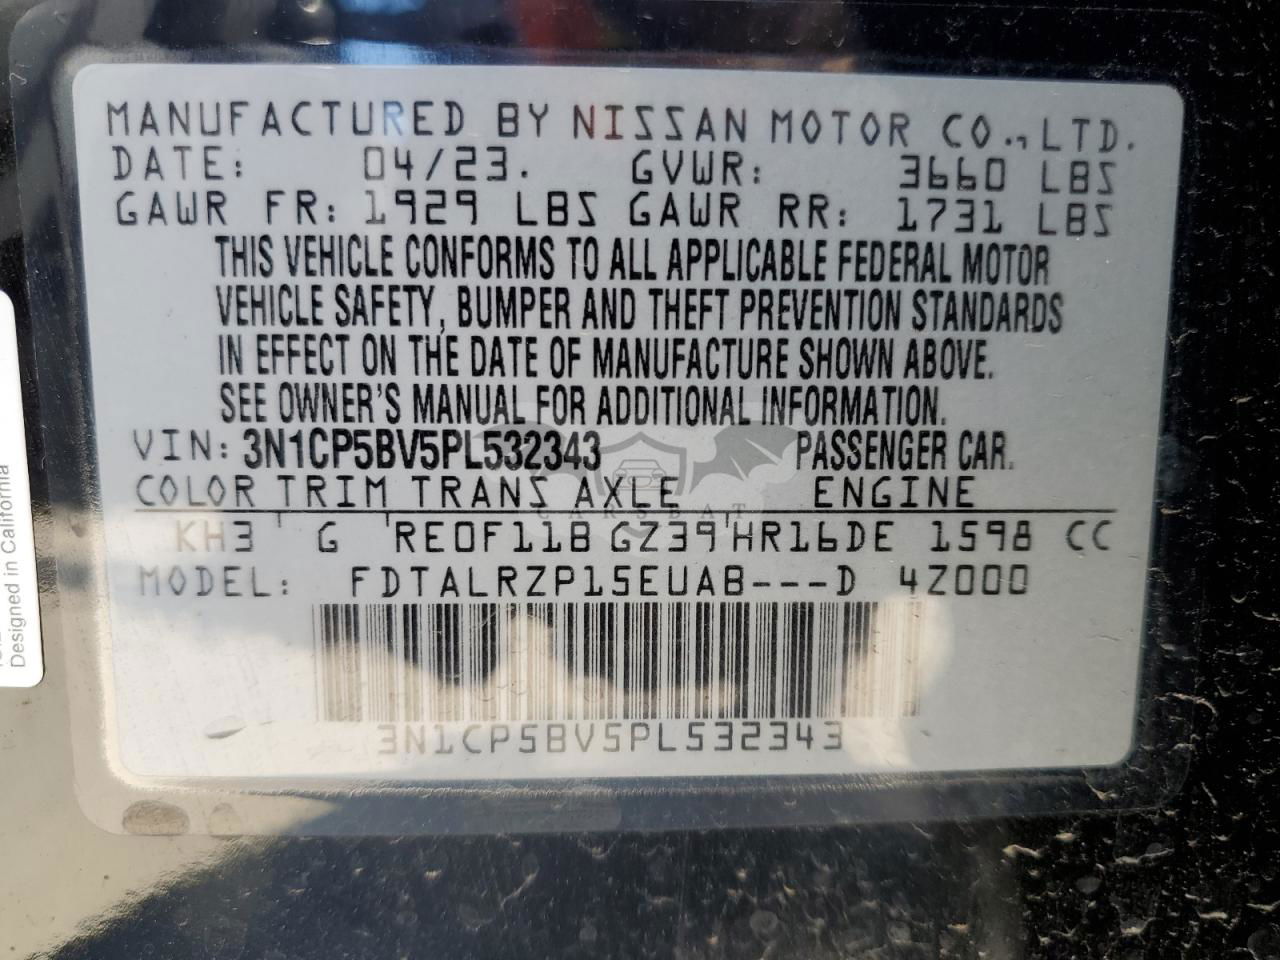 MANUFACTURED BY NISSAN MOTOR CO., LTD.
DATE: 04/23. GVWR: 3660 LBS
GAWR FR: 1929 LBS GAWR RR: 1731 LBS
THIS VEHICLE CONFORMS TO ALL APPLICABLE FEDERAL MOTOR
VEHICLE SAFETY, BUMPER AND THEFT PREVENTION STANDARDS
IN EFFECT ON THE DATE OF MANUFACTURE SHOWN ABOVE.
SEE OWNER'S MANUAL FOR ADDITIONAL INFORMATION.
VIN: 3N1CP5BV5PL532343 PASSENGER CAR.
COLOR TRIM TRANS AXLE ENGINE
CARSBAT
KH3 ' G ' RE0F11B GZ39 ' HR16DE 1598 CC
MODEL: FDTALRZP15EUAB---D 4Z000
3N1CP5BV5PL532343
Designed in California